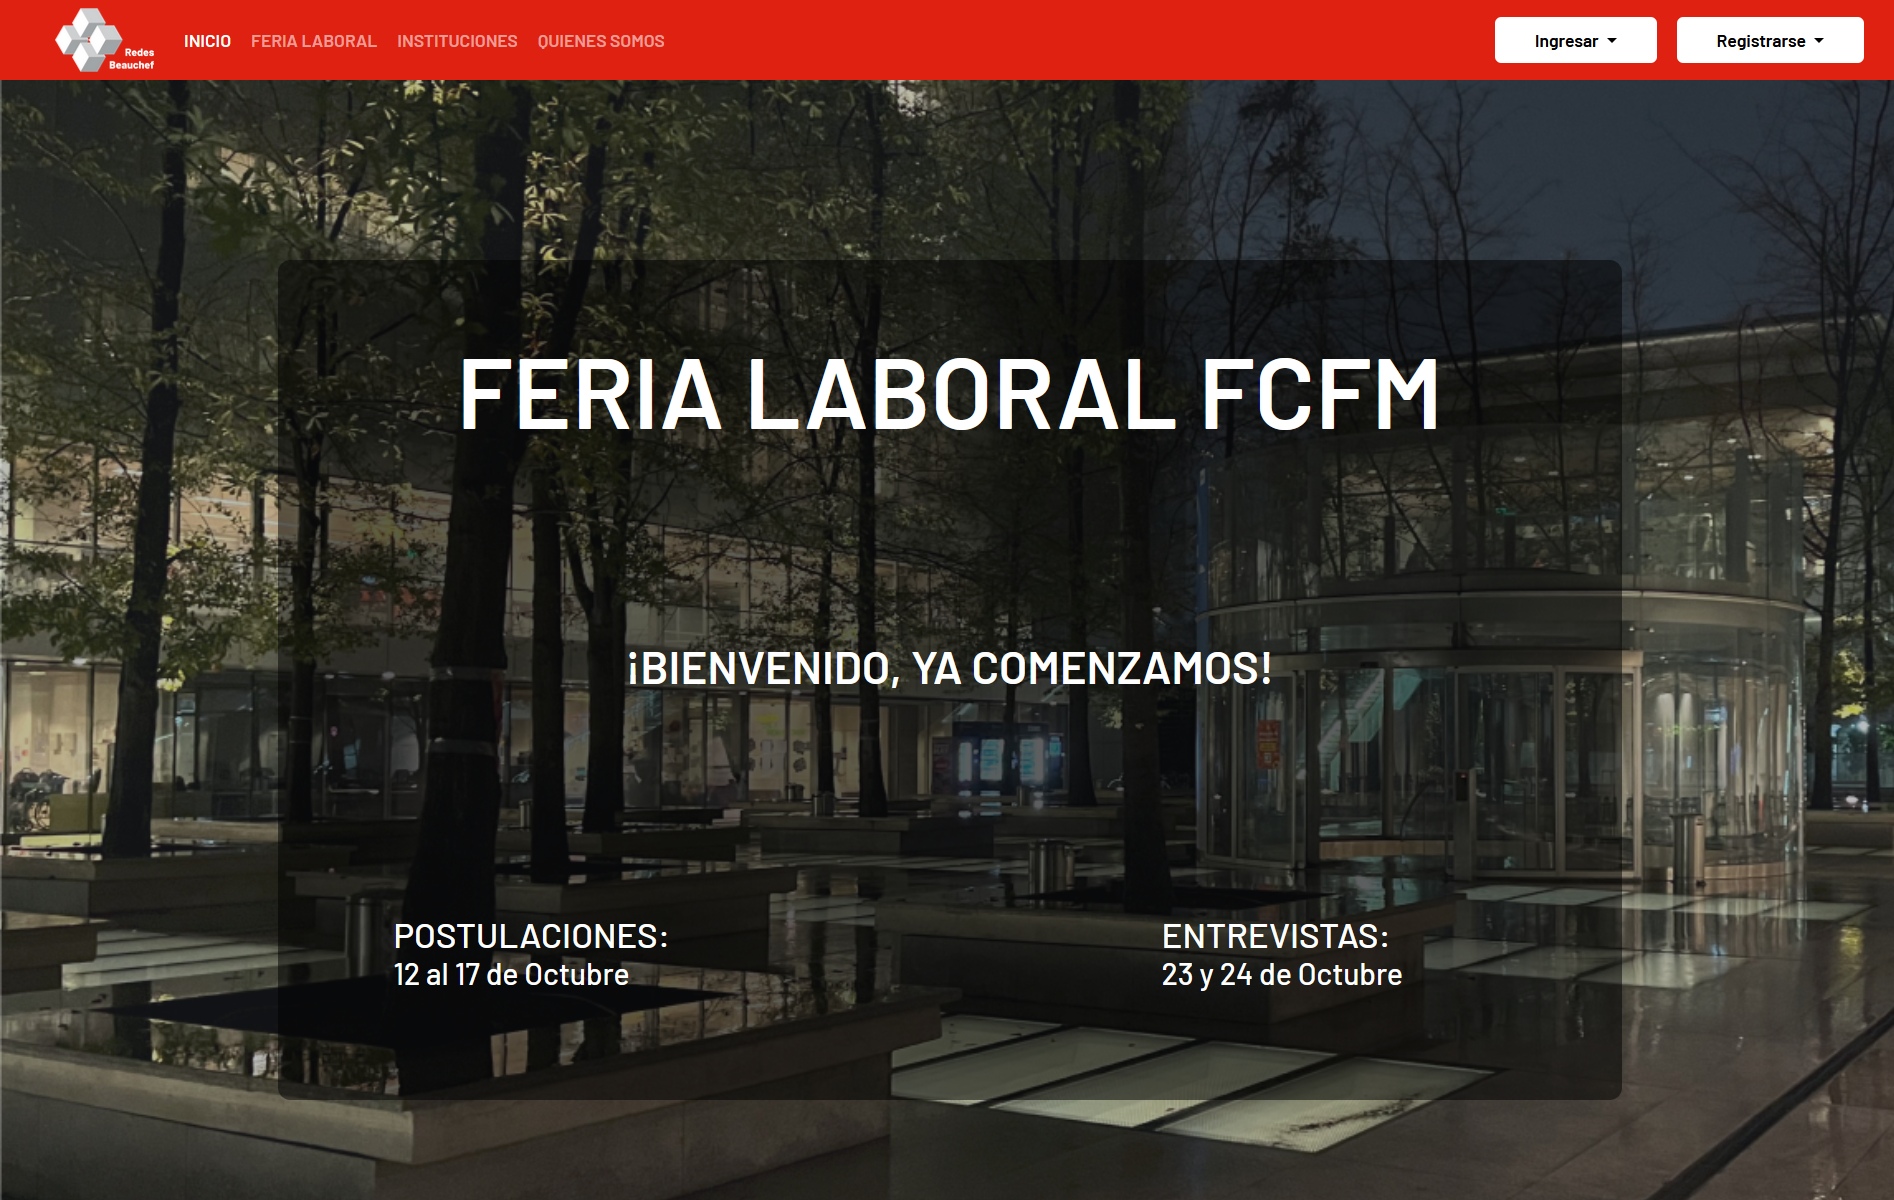 Redes
Beauchef
INICIO
FERIA LABORAL
INSTITUCIONES
QUIENES SOMOS
Ingresar
Registrarse
FERIA LABORAL FCFM
¡BIENVENIDO, YA COMENZAMOS!
POSTULACIONES:
12 al 17 de Octubre
ENTREVISTAS:
23 y 24 de Octubre